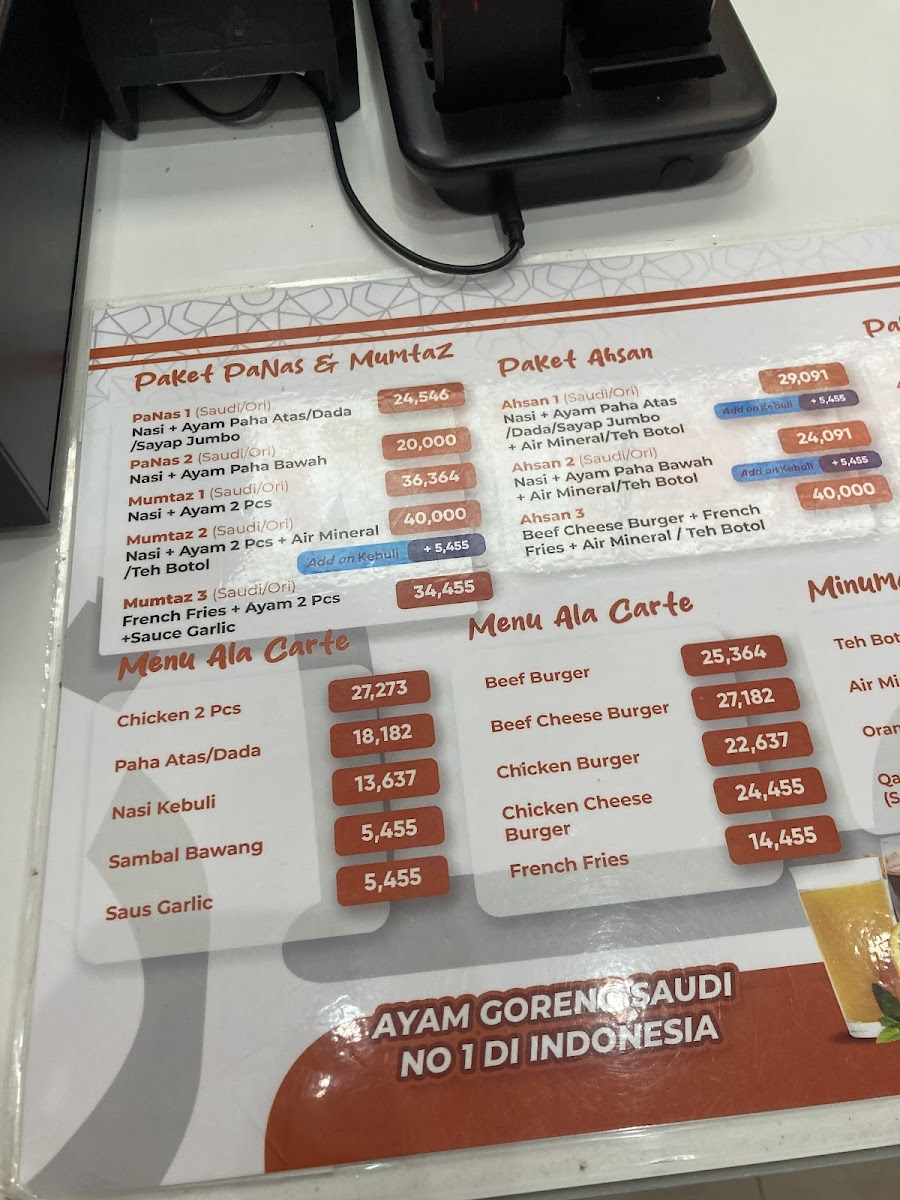 Paket PaNas & Mumtaz
PaNas 1 (Saudi/Ori)
Nasi + Ayam Paha Atas/Dada
/Sayap Jumbo
24,546
PaNas 2 (Saudi/Ori)
Nasi + Ayam Paha Bawah
20,000
Mumtaz 1 (Saudi/Ori)
Nasi + Ayam 2 Pcs
36,364
Mumtaz 2 (Saudi/Ori)
Nasi + Ayam 2 Pcs + Air Mineral
/Teh Botol
40,000
Add on Kebuli + 5,455
Mumtaz 3 (Saudi/Ori)
French Fries + Ayam 2 Pcs
+Sauce Garlic
34,455
Paket Ahsan
Ahsan 1 (Saudi/Ori)
Nasi + Ayam Paha Atas
/Dada/Sayap Jumbo
+ Air Mineral/Teh Botol
29,091
Add on Kebuli + 5,455
Ahsan 2 (Saudi/Ori)
Nasi + Ayam Paha Bawah
+ Air Mineral/Teh Botol
24,091
Add on Kebuli + 5,455
Ahsan 3
Beef Cheese Burger + French
Fries + Air Mineral / Teh Botol
40,000
Pa
Menu Ala Carte
Chicken 2 Pcs 27,273
Paha Atas/Dada 18,182
Nasi Kebuli 13,637
Sambal Bawang 5,455
Saus Garlic 5,455
Menu Ala Carte
Beef Burger 25,364
Beef Cheese Burger 27,182
Chicken Burger 22,637
Chicken Cheese
Burger
24,455
French Fries 14,455
Minum
Teh Bot
Air Mi
Oran
Qa
(S
AYAM GORENG SAUDI
NO 1 DI INDONESIA